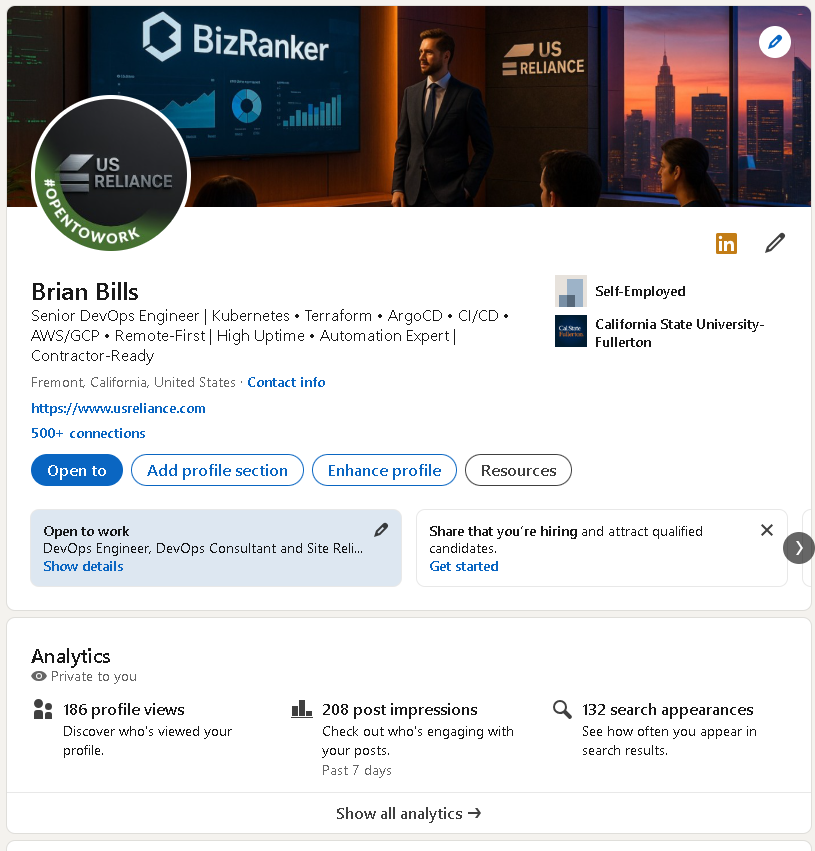 BizRanker
US
RELIANCE
US
RELIANCE
#OPENTOWORK
in
Brian Bills
Senior DevOps Engineer | Kubernetes • Terraform • ArgoCD • CI/CD •
AWS/GCP • Remote-First | High Uptime • Automation Expert |
Contractor-Ready
Fremont, California, United States · Contact info
https://www.usreliance.com
500+ connections
Self-Employed
Cal State
Fullerton
California State University-
Fullerton
Open to
Add profile section
Enhance profile
Resources
Open to work
DevOps Engineer, DevOps Consultant and Site Reli...
Show details
Share that you're hiring and attract qualified
candidates.
Get started
Analytics
Private to you
186 profile views
Discover who's viewed your
profile.
208 post impressions
Check out who's engaging with
your posts.
Past 7 days
132 search appearances
See how often you appear in
search results.
Show all analytics →